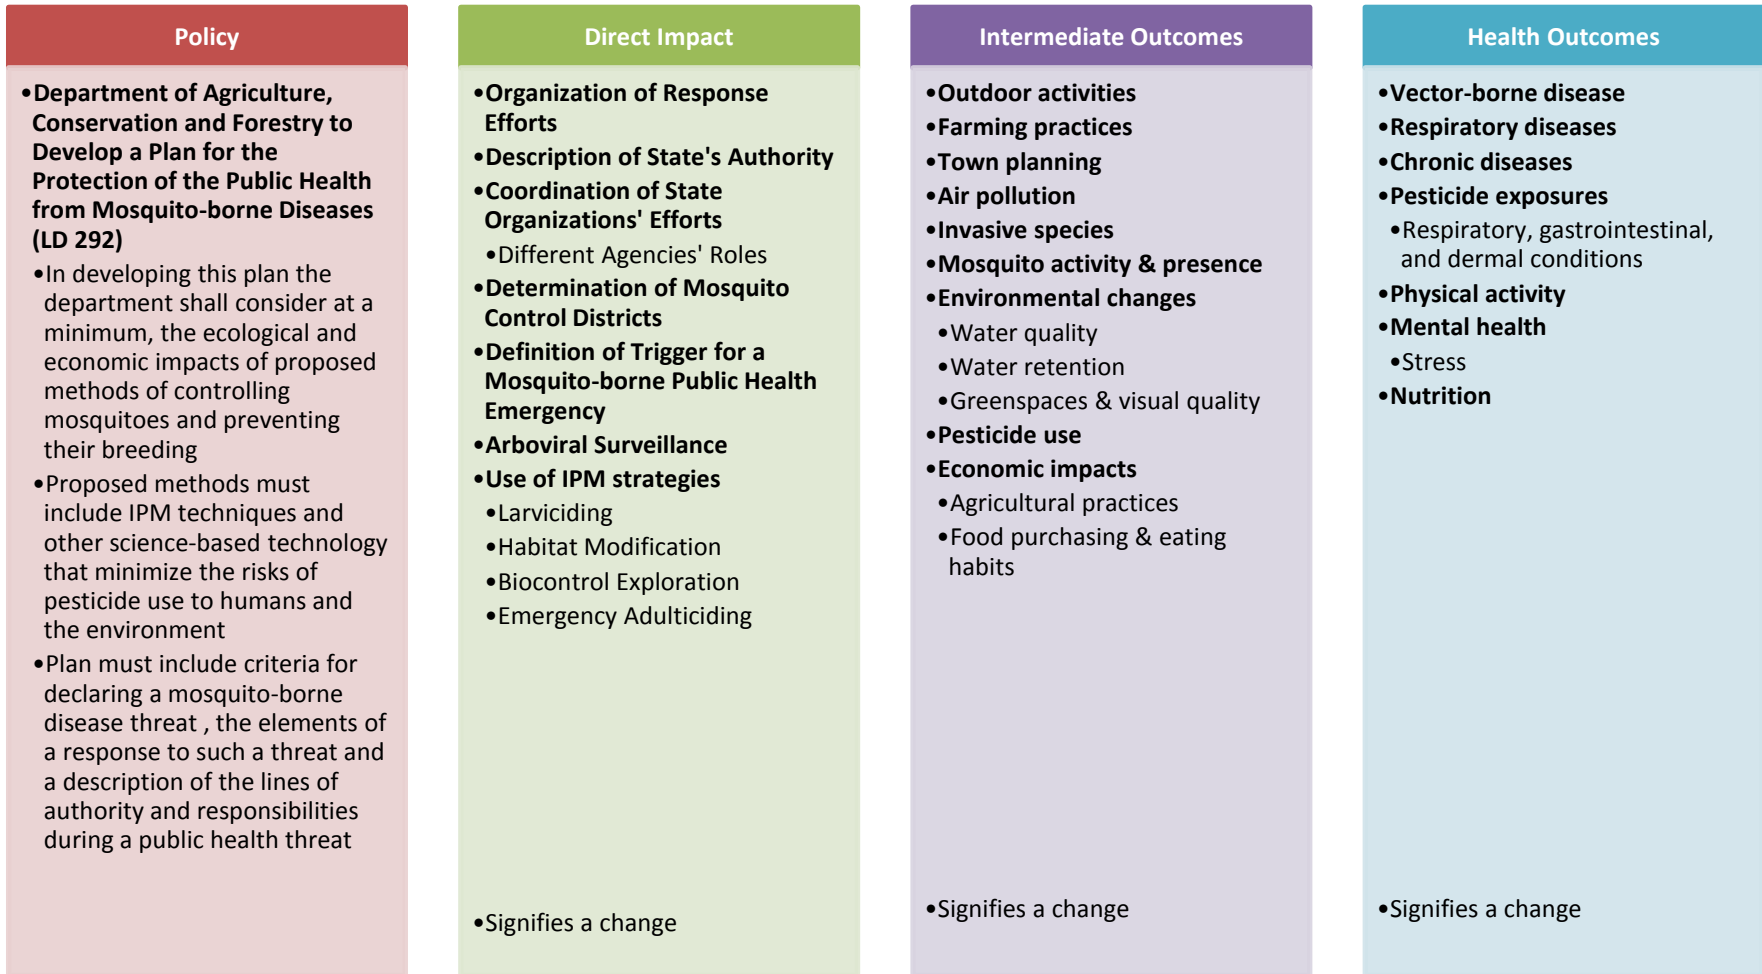 Policy
•Department of Agriculture,
Conservation and Forestry to
Develop a Plan for the
Protection of the Public Health
from Mosquito-borne Diseases
(LD 292)
•In developing this plan the
department shall consider at a
minimum, the ecological and
economic impacts of proposed
methods of controlling
mosquitoes and preventing
their breeding
•Proposed methods must
include IPM techniques and
other science-based technology
that minimize the risks of
pesticide use to humans and
the environment
•Plan must include criteria for
declaring a mosquito-borne
disease threat , the elements of
a response to such a threat and
a description of the lines of
authority and responsibilities
during a public health threat
Direct Impact
•Organization of Response
Efforts
•Description of State's Authority
•Coordination of State
Organizations' Efforts
•Different Agencies' Roles
•Determination of Mosquito
Control Districts
•Definition of Trigger for a
Mosquito-borne Public Health
Emergency
•Arboviral Surveillance
•Use of IPM strategies
•Larviciding
•Habitat Modification
•Biocontrol Exploration
•Emergency Adulticiding
•Signifies a change
Intermediate Outcomes
•Outdoor activities
•Farming practices
•Town planning
•Air pollution
•Invasive species
•Mosquito activity & presence
•Environmental changes
•Water quality
•Water retention
•Greenspaces & visual quality
•Pesticide use
•Economic impacts
•Agricultural practices
•Food purchasing & eating
habits
•Signifies a change
Health Outcomes
•Vector-borne disease
•Respiratory diseases
•Chronic diseases
•Pesticide exposures
•Respiratory, gastrointestinal,
and dermal conditions
•Physical activity
•Mental health
•Stress
•Nutrition
•Signifies a change